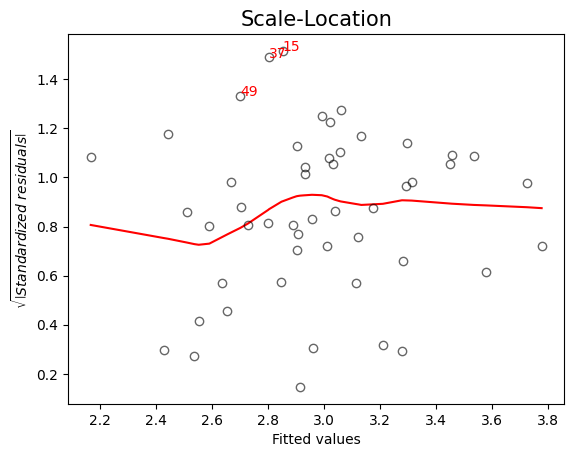 Scale-Location
√|Standardized residuals|
1.4
1.2
1.0
0.8
0.6
0.4
0.2
15
37
49
2.2 2.4 2.6 2.8 3.0 3.2 3.4 3.6 3.8
Fitted values